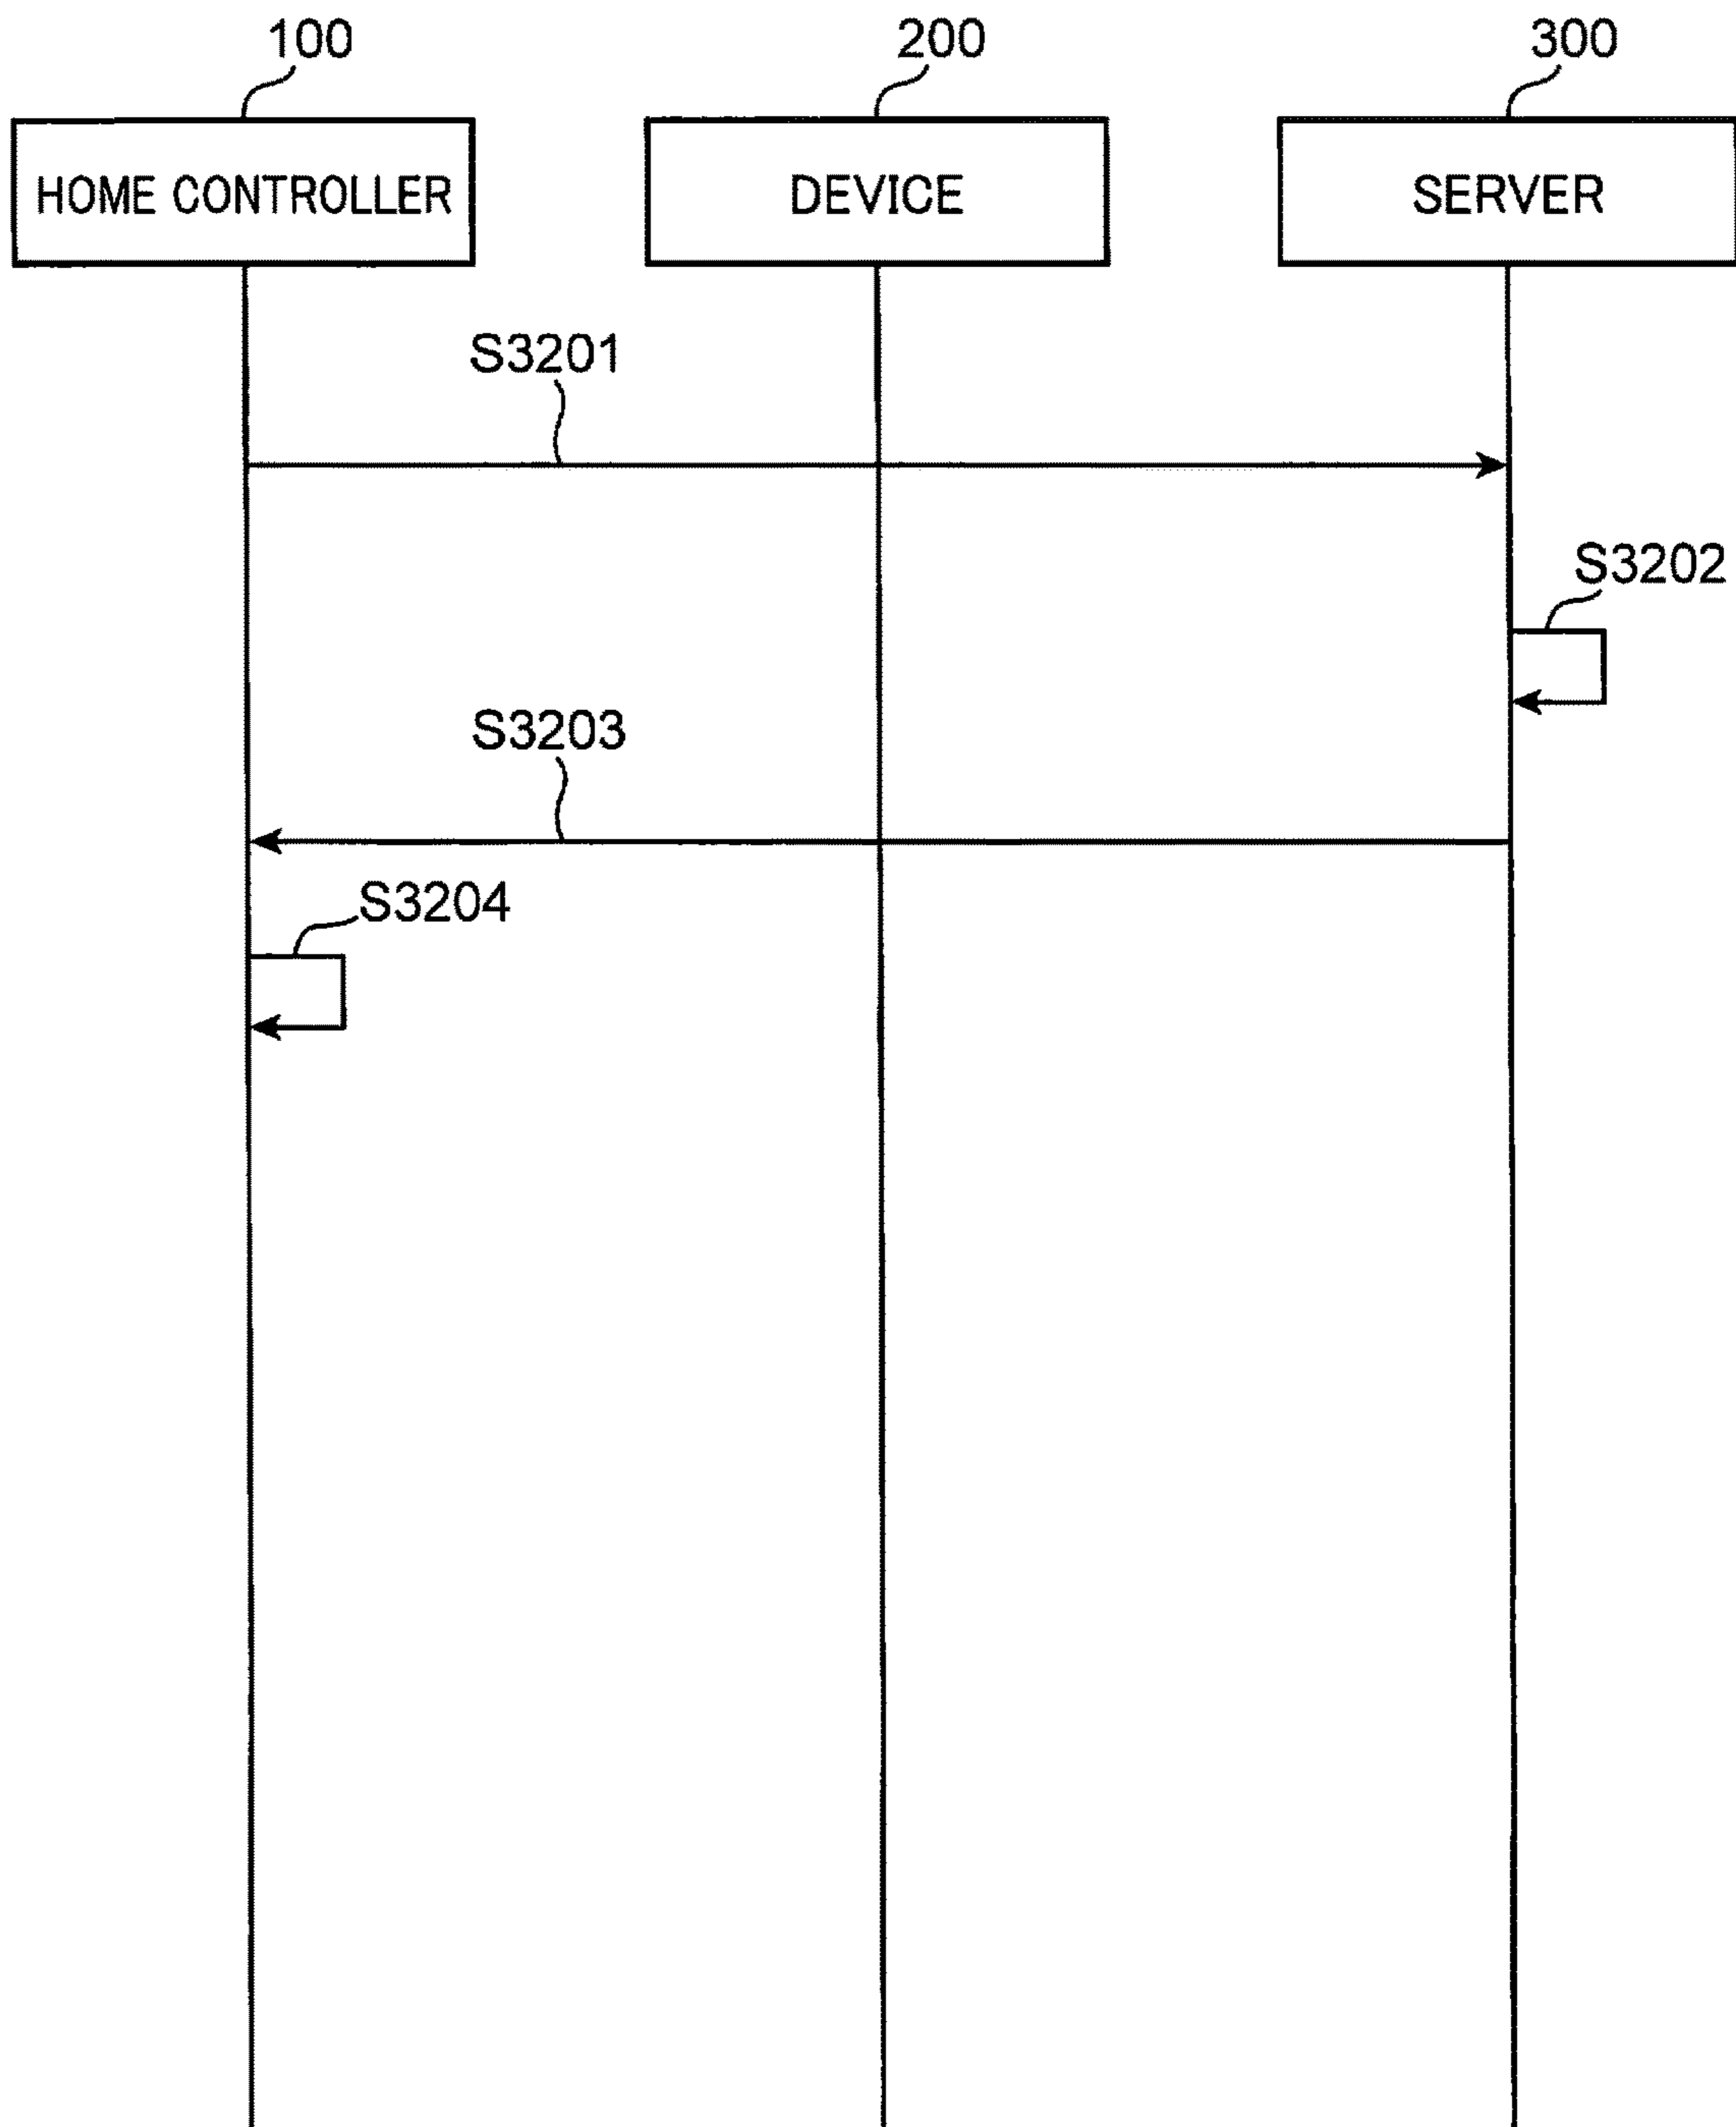 100
200
300
HOME CONTROLLER
DEVICE
SERVER
S3201
S3202
S3203
S3204